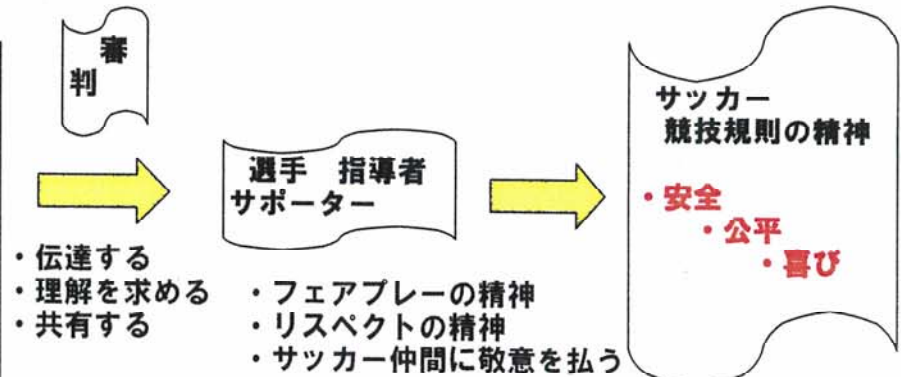 審
判
・伝達する
・理解を求める
・共有する
選手　指導者
サポーター
・フェアプレーの精神
・リスペクトの精神
・サッカー仲間に敬意を払う
サッカー
競技規則の精神
・安全
・公平
・喜び